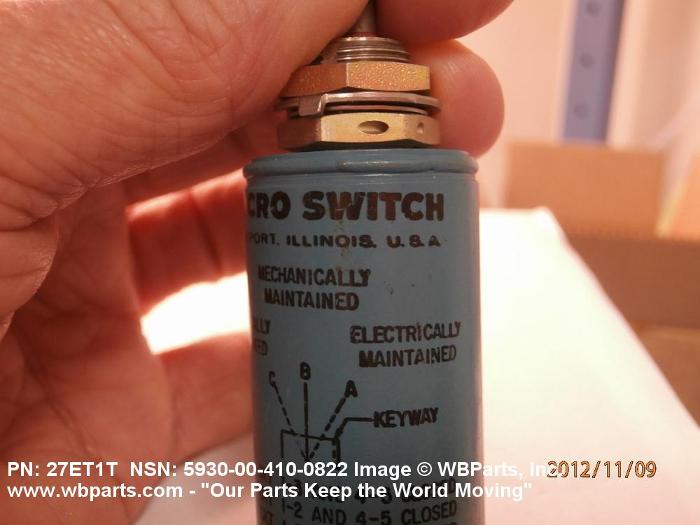 CRO SWITCH
PORT, ILLINOIS. U.S.A
MECHANICALLY
MAINTAINED
ELECTRICALLY
MAINTAINED
C B A
KEYWAY
PN: 27ET1T NSN: 5930-00-410-0822 Image © WBParts, Inc.
2012/11/09
www.wbparts.com - "Our Parts Keep the World Moving"
1-2 AND 4-5 CLOSED